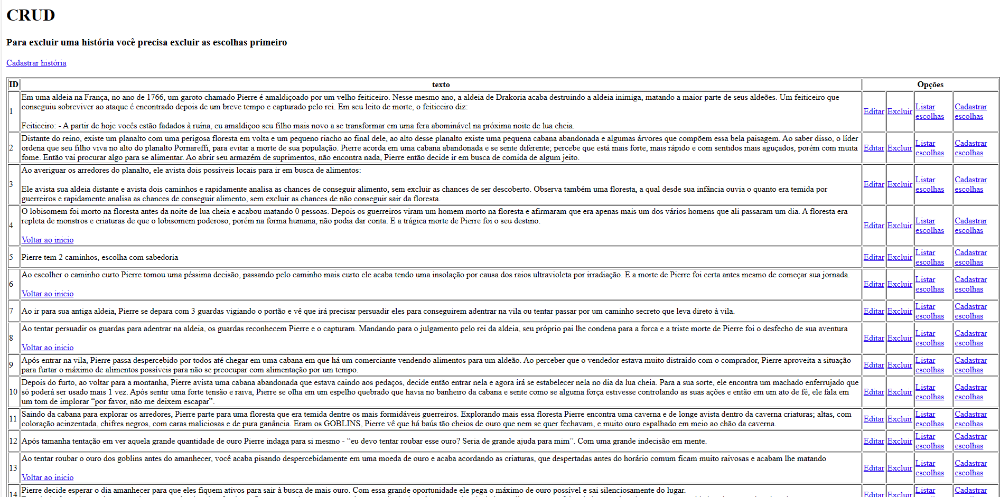 CRUD
Para excluir uma história você precisa excluir as escolhas primeiro
Cadastrar história
ID texto Opções
1 Em uma aldeia na França, no ano de 1766, um garoto chamado Pierre é amaldiçoado por um velho feiticeiro. Nesse mesmo ano, a aldeia de Drakoria acaba destruindo a aldeia inimiga, matando a maior parte de seus aldeões. Um feiticeiro que
conseguiu sobreviver ao ataque é encontrado depois de um breve tempo e capturado pelo rei. Em seu leito de morte, o feiticeiro diz:
Feiticeiro: - A partir de hoje vocês estão fadados à ruína, eu amaldiçoo seu filho mais novo a se transformar em uma fera abominável na próxima noite de lua cheia.
Editar Excluir Listar escolhas Cadastrar escolhas
2 Distante do reino, existe um planalto com uma perigosa floresta em volta e um pequeno riacho ao final dele, ao alto desse planalto existe uma pequena cabana abandonada e algumas árvores que compõem essa bela paisagem. Ao saber disso, o líder
ordena que seu filho viva no alto do planalto Pornareffi, para evitar a morte de sua população. Pierre acorda em uma cabana abandonada e se sente diferente; percebe que está mais forte, mais rápido e com sentidos mais aguçados, porém com muita
fome. Então vai procurar algo para se alimentar. Ao abrir seu armazém de suprimentos, não encontra nada, Pierre então decide ir em busca de comida de algum jeito.
Editar Excluir Listar escolhas Cadastrar escolhas
3 Ao averiguar os arredores do planalto, ele avista dois possíveis locais para ir em busca de alimentos:
Ele avista sua aldeia distante e avista dois caminhos e rapidamente analisa as chances de conseguir alimento, sem excluir as chances de ser descoberto. Observa também uma floresta, a qual desde sua infância ouvia o quanto era temida por
guerreiros e rapidamente analisa as chances de conseguir alimento, sem excluir as chances de não conseguir sair da floresta.
Editar Excluir Listar escolhas Cadastrar escolhas
4 O lobisomem foi morto na floresta antes da noite de lua cheia e acabou matando 0 pessoas. Depois os guerreiros viram um homem morto na floresta e afirmaram que era apenas mais um dos vários homens que ali passaram um dia. A floresta era
repleta de monstros e criaturas de que o lobisomem poderoso, porém na forma humana, não podia dar conta. E a trágica morte de Pierre foi o seu destino.
Voltar ao inicio
Editar Excluir Listar escolhas Cadastrar escolhas
5 Pierre tem 2 caminhos, escolha com sabedoria
Editar Excluir Listar escolhas Cadastrar escolhas
6 Ao escolher o caminho curto Pierre tomou uma péssima decisão, passando pelo caminho mais curto ele acaba tendo uma insolação por causa dos raios ultravioleta por irradiação. E a morte de Pierre foi certa antes mesmo de começar sua jornada.
Voltar ao inicio
Editar Excluir Listar escolhas Cadastrar escolhas
7 Ao ir para sua antiga aldeia, Pierre se depara com 3 guardas vigiando o portão e vê que irá precisar persuadir eles para conseguirem adentrar na vila ou tentar passar por um caminho secreto que leva direto à vila.
Editar Excluir Listar escolhas Cadastrar escolhas
8 Ao tentar persuadir os guardas para adentrar na aldeia, os guardas reconhecem Pierre e o capturam. Mandando para o julgamento pelo rei da aldeia, seu próprio pai lhe condena para a forca e a triste morte de Pierre foi o desfecho de sua aventura
Voltar ao inicio
Editar Excluir Listar escolhas Cadastrar escolhas
9 Após entrar na vila, Pierre passa despercebido por todos até chegar em uma cabana em que há um comerciante vendendo alimentos para um aldeão. Ao perceber que o vendedor estava muito distraído com o comprador, Pierre aproveita a situação
para furtar o máximo de alimentos possíveis para não se preocupar com alimentação por um tempo.
Editar Excluir Listar escolhas Cadastrar escolhas
10 Depois do furto, ao voltar para a montanha, Pierre avista uma cabana abandonada que estava caindo aos pedaços, decide então entrar nela e agora irá se estabelecer nela no dia da lua cheia. Para a sua sorte, ele encontra um machado enferrujado que
só poderá ser usado mais 1 vez. Após sentir uma forte tensão e raiva, Pierre se olha em um espelho quebrado que havia no banheiro da cabana e sente como se alguma força estivesse controlando as suas ações e então em um ato de fé, ele fala em
um tom de implorar “por favor, não me deixem escapar”.
Editar Excluir Listar escolhas Cadastrar escolhas
11 Saindo da cabana para explorar os arredores, Pierre parte para uma floresta que era temida dentre os mais formidáveis guerreiros. Explorando mais essa floresta Pierre encontra uma caverna e de longe avista dentro da caverna criaturas; altas, com
coloração acinzentada, chifres negros, com caras maliciosas e de pura ganância. Eram os GOBLINS, Pierre vê que há baús tão cheios de ouro que nem se quer fechavam, e muito ouro espalhado em meio ao chão da caverna.
Editar Excluir Listar escolhas Cadastrar escolhas
12 Após tamanha tentação em ver aquela grande quantidade de ouro Pierre indaga para si mesmo - “eu devo tentar roubar esse ouro? Seria de grande ajuda para mim”. Com uma grande indecisão em mente.
Editar Excluir Listar escolhas Cadastrar escolhas
13 Ao tentar roubar o ouro dos goblins antes do amanhecer, você acaba pisando despercebidamente em uma moeda de ouro e acaba acordando as criaturas, que despertadas antes do horário comum ficam muito raivosas e acabam lhe matando
Voltar ao inicio
Editar Excluir Listar escolhas Cadastrar escolhas
14 Pierre decide esperar o dia amanhecer para que eles fiquem ativos para sair à busca de mais ouro. Com essa grande oportunidade ele pega o máximo de ouro possível e sai silenciosamente do lugar.
Editar Excluir Listar escolhas Cadastrar escolhas